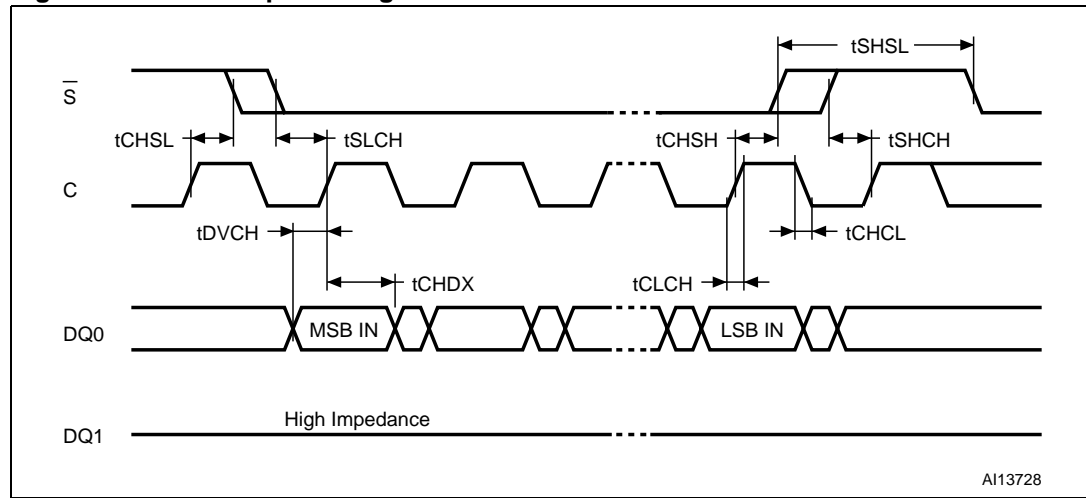 tSHSL
S
tCHSL
tSLCH
tCHSH
tSHCH
C
tDVCH
tCHCL
tCHDX
tCLCH
DQ0
MSB IN
LSB IN
High Impedance
DQ1
AI13728